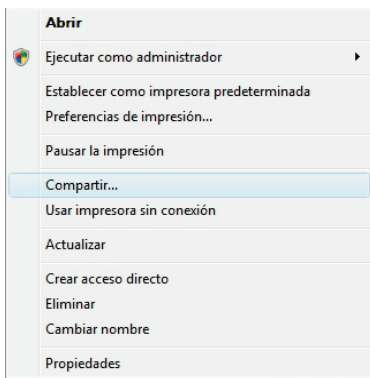 Abrir
Ejecutar como administrador
Establecer como impresora predeterminada
Preferencias de impresión...
Pausar la impresión
Compartir...
Usar impresora sin conexión
Actualizar
Crear acceso directo
Eliminar
Cambiar nombre
Propiedades